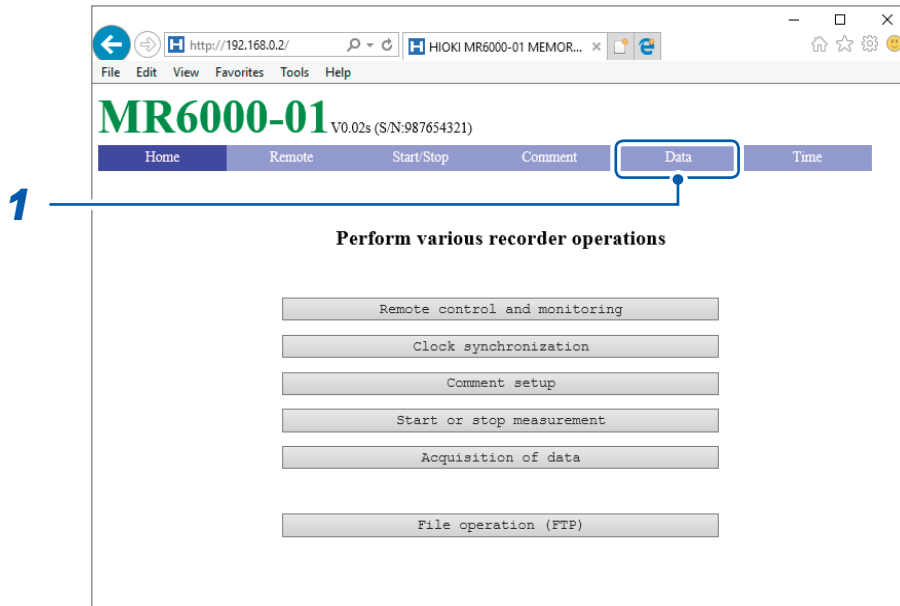 http://192.168.0.2/
HIOKI MR6000-01 MEMOR...
File Edit View Favorites Tools Help
MR6000-01 V0.02s (S/N:987654321)
Home Remote Start/Stop Comment Data Time
1
Perform various recorder operations
Remote control and monitoring
Clock synchronization
Comment setup
Start or stop measurement
Acquisition of data
File operation (FTP)